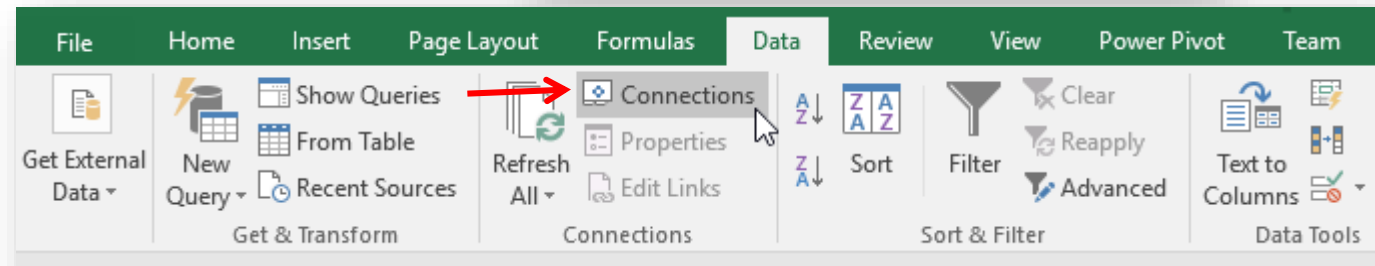 File Home Insert Page Layout Formulas Data Review View Power Pivot Team
Get External
Data
New
Query
Show Queries
From Table
Recent Sources
Get & Transform
Refresh
All
Connections
Properties
Edit Links
Connections
A
Z
Z
A
Z A
A Z
Sort
Filter
Clear
Reapply
Advanced
Sort & Filter
Text to
Columns
Data Tools